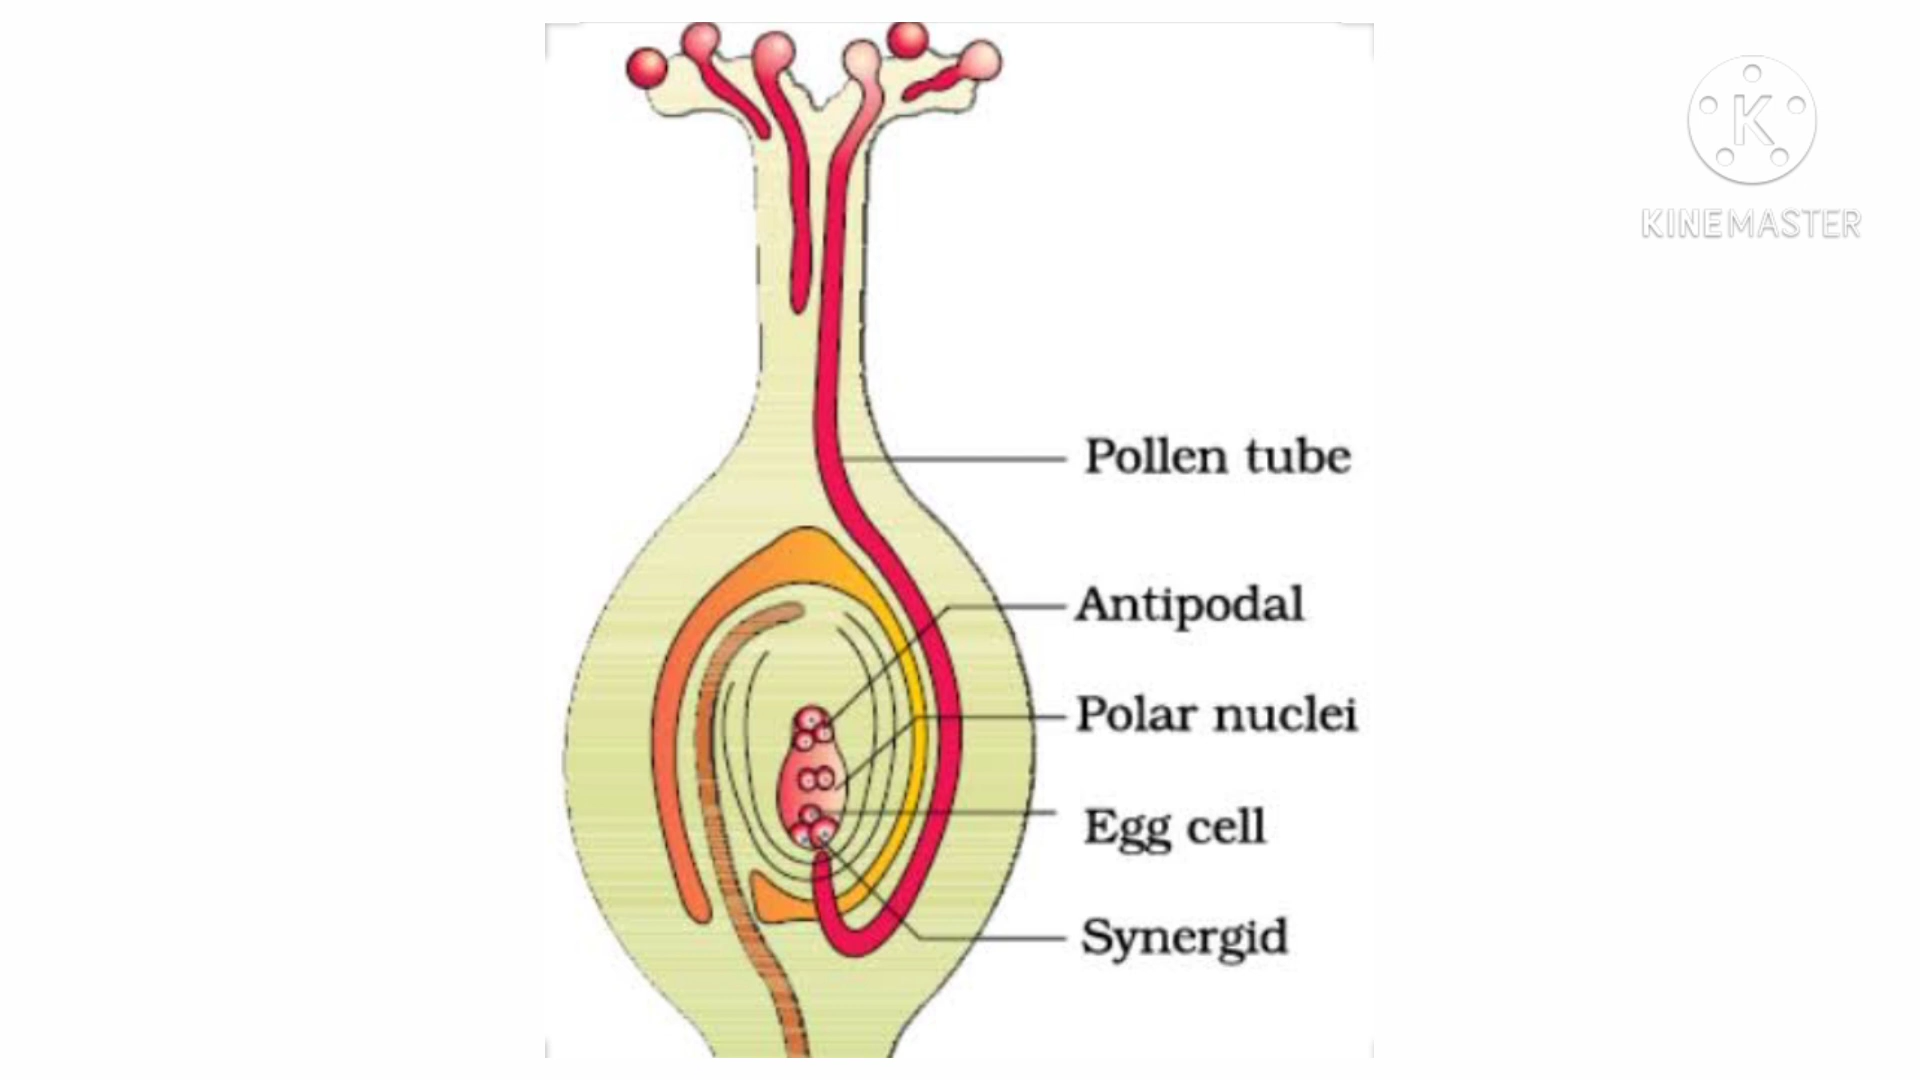 K
KINEMASTER
Pollen tube
Antipodal
Polar nuclei
Egg cell
Synergid